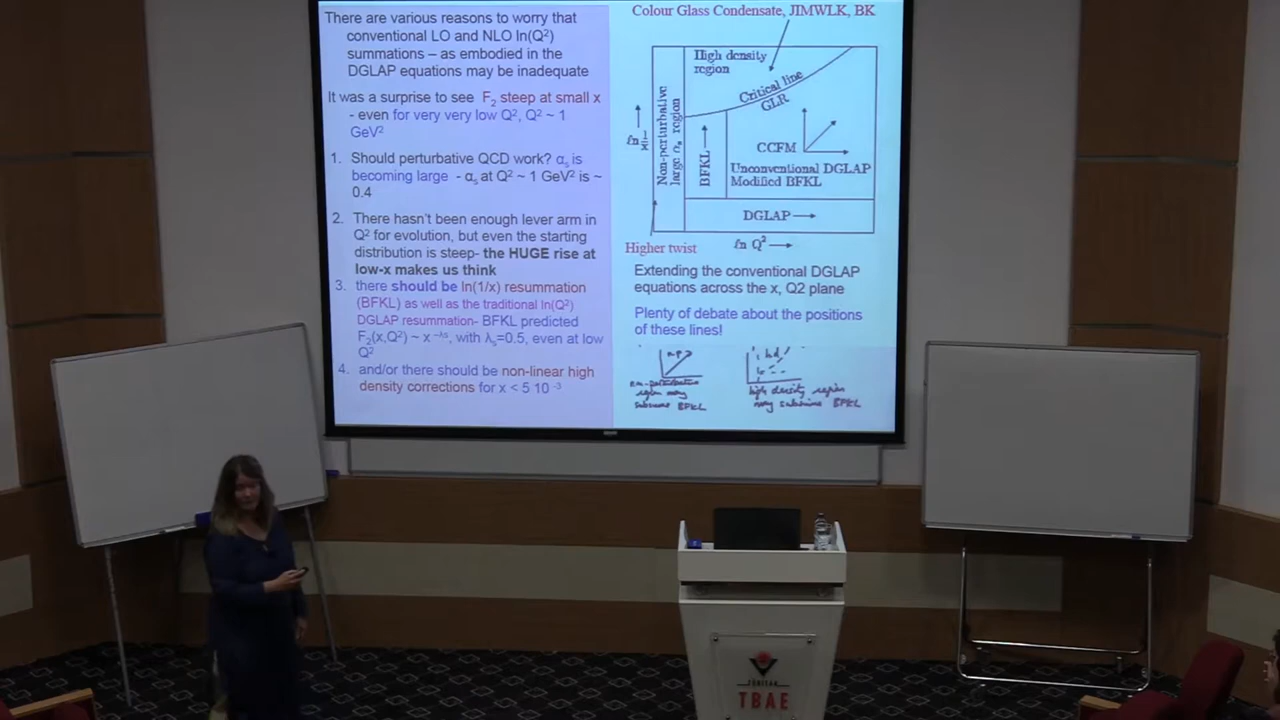 There are various reasons to worry that
conventional LO and NLO ln(Q²)
summations – as embodied in the
DGLAP equations may be inadequate
It was a surprise to see F₂ steep at small x
- even for very very low Q², Q² ~ 1
GeV²
1. Should perturbative QCD work? αₛ is
becoming large - αₛ at Q² ~ 1 GeV² is ~
0.4
2. There hasn't been enough lever arm in
Q² for evolution, but even the starting
distribution is steep- the HUGE rise at
low-x makes us think
3. there should be ln(1/x) resummation
(BFKL) as well as the traditional ln(Q²)
DGLAP resummation- BFKL predicted
F₂(x,Q²) ~ x⁻λˢ, with λₛ=0.5, even at low
Q²
4. and/or there should be non-linear high
density corrections for x < 5 10 ⁻³
Colour Glass Condensate, JIMWLK, BK
High density
region
Critical line
GLR
ℓn 1/x
Non-perturbative
large αₛ region
BFKL
CCFM
Unconventional DGLAP
Modified BFKL
DGLAP
Higher twist
ℓn Q²
Extending the conventional DGLAP
equations across the x, Q2 plane
Plenty of debate about the positions
of these lines!
n.p.
non-perturbative
region may
subsume BFKL
h.d.
high density region
may subsume BFKL
TBAE